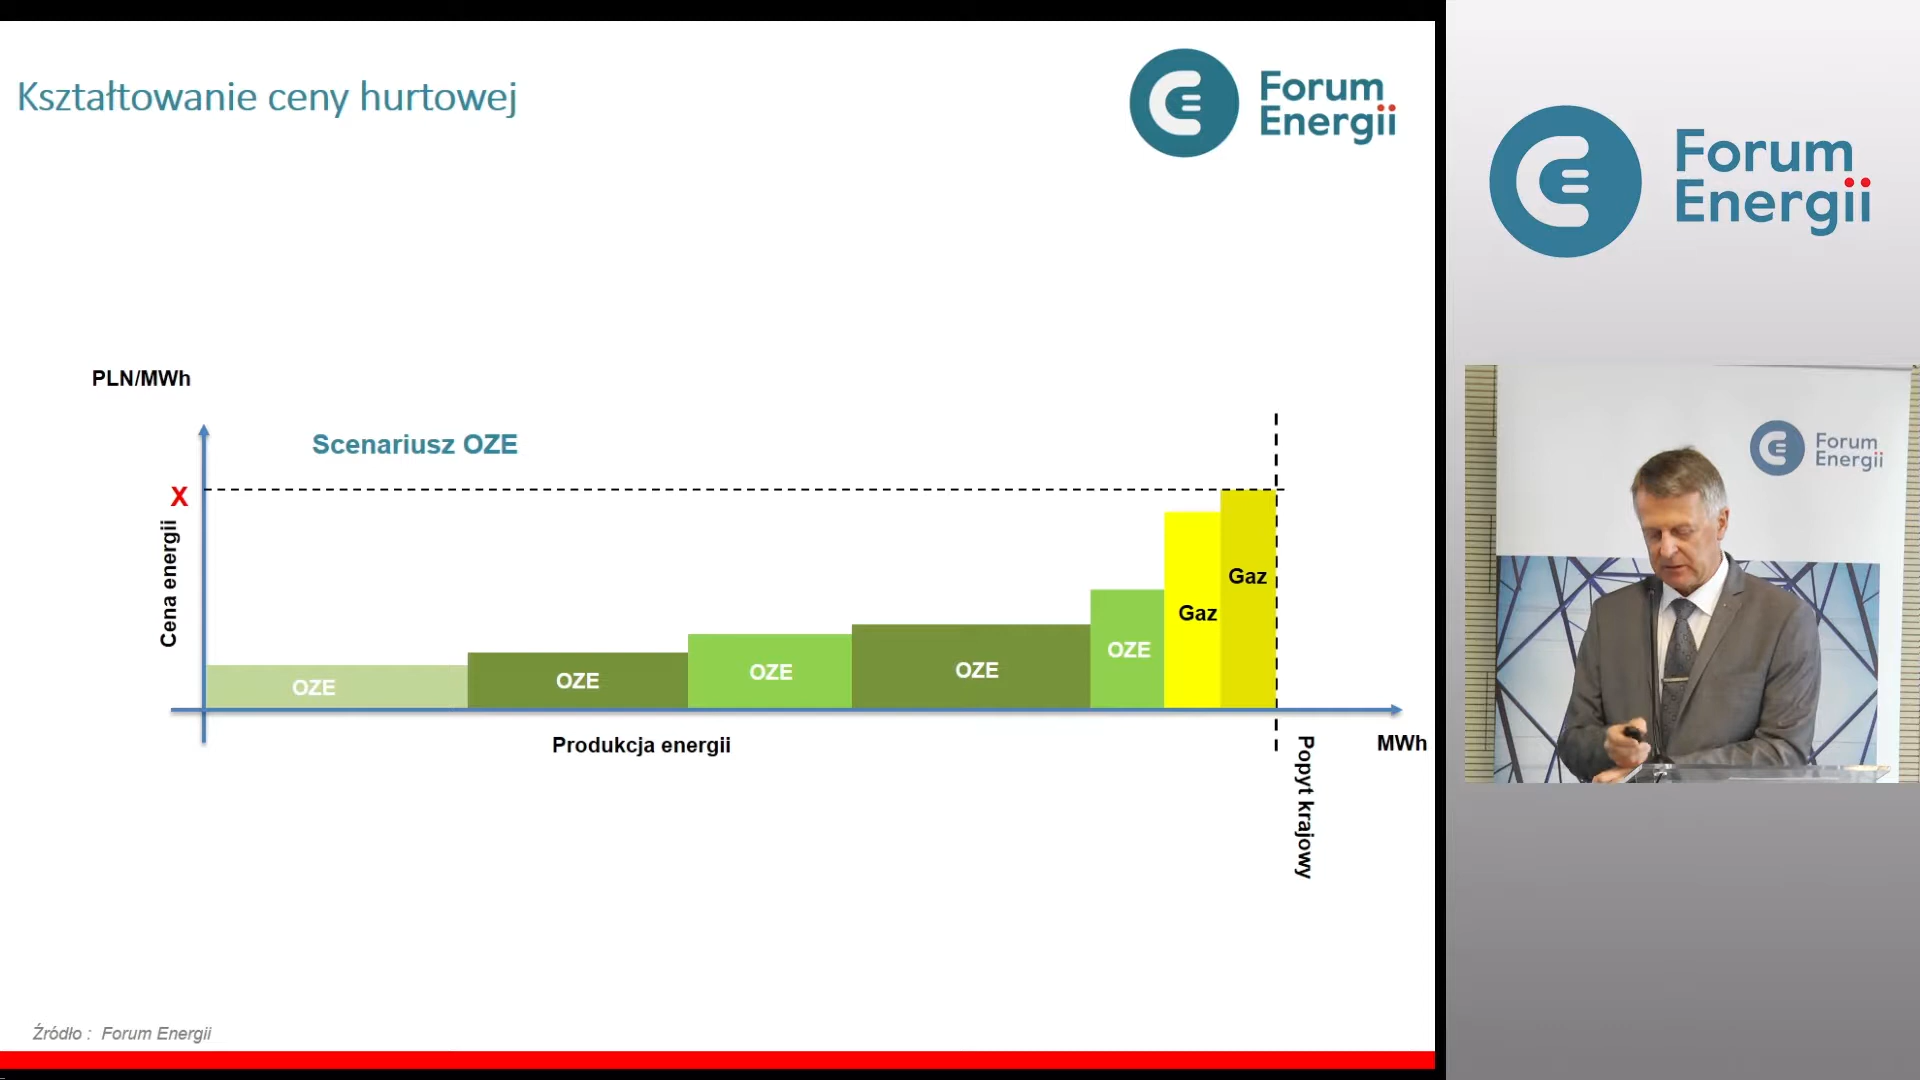 Kształtowanie ceny hurtowej
Forum
Energii
PLN/MWh
Scenariusz OZE
X
Cena energii
OZE
OZE
OZE
OZE
OZE
Gaz
Gaz
Produkcja energii
MWh
Popyt krajowy
Źródło : Forum Energii
Forum
Energii
Forum
Energii